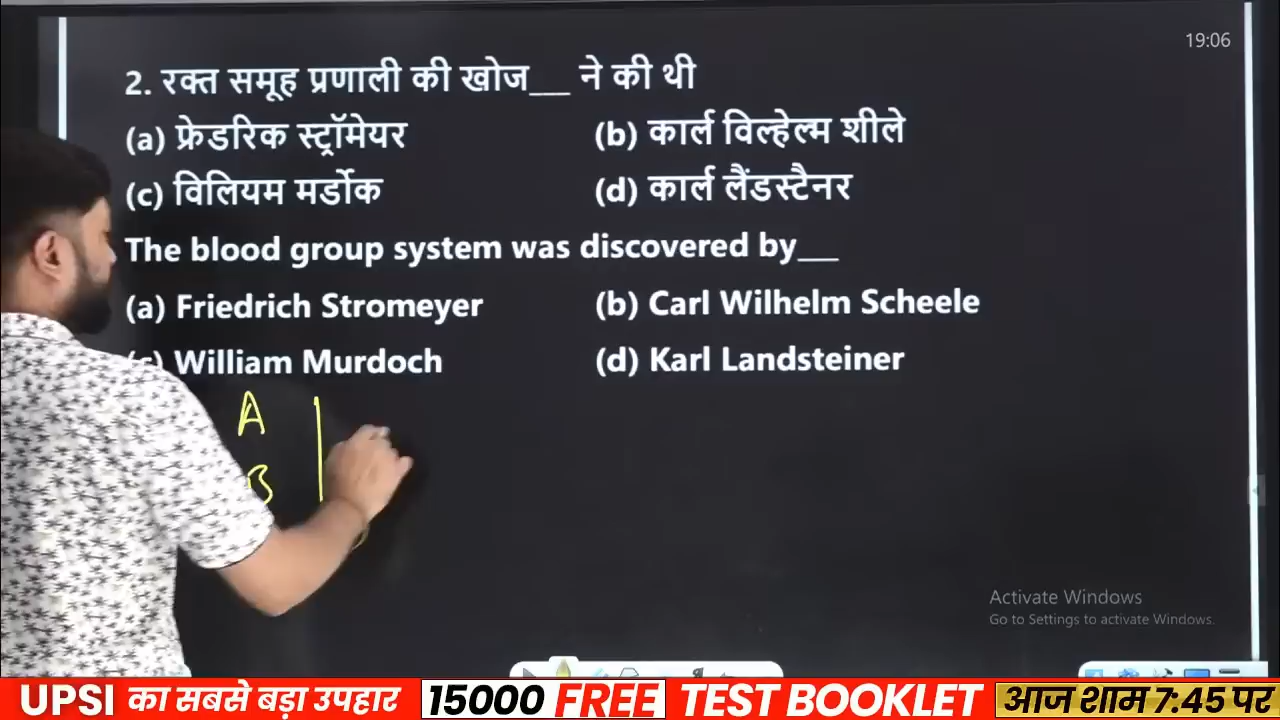 19:06
2. रक्त समूह प्रणाली की खोज___ ने की थी
(a) फ्रेडरिक स्ट्रॉमेयर (b) कार्ल विल्हेल्म शीले
(c) विलियम मर्डोक (d) कार्ल लैंडस्टैनर
The blood group system was discovered by___
(a) Friedrich Stromeyer (b) Carl Wilhelm Scheele
(c) William Murdoch (d) Karl Landsteiner
A
B
Activate Windows
Go to Settings to activate Windows.
UPSI का सबसे बड़ा उपहार 15000 FREE TEST BOOKLET आज शाम 7:45 पर